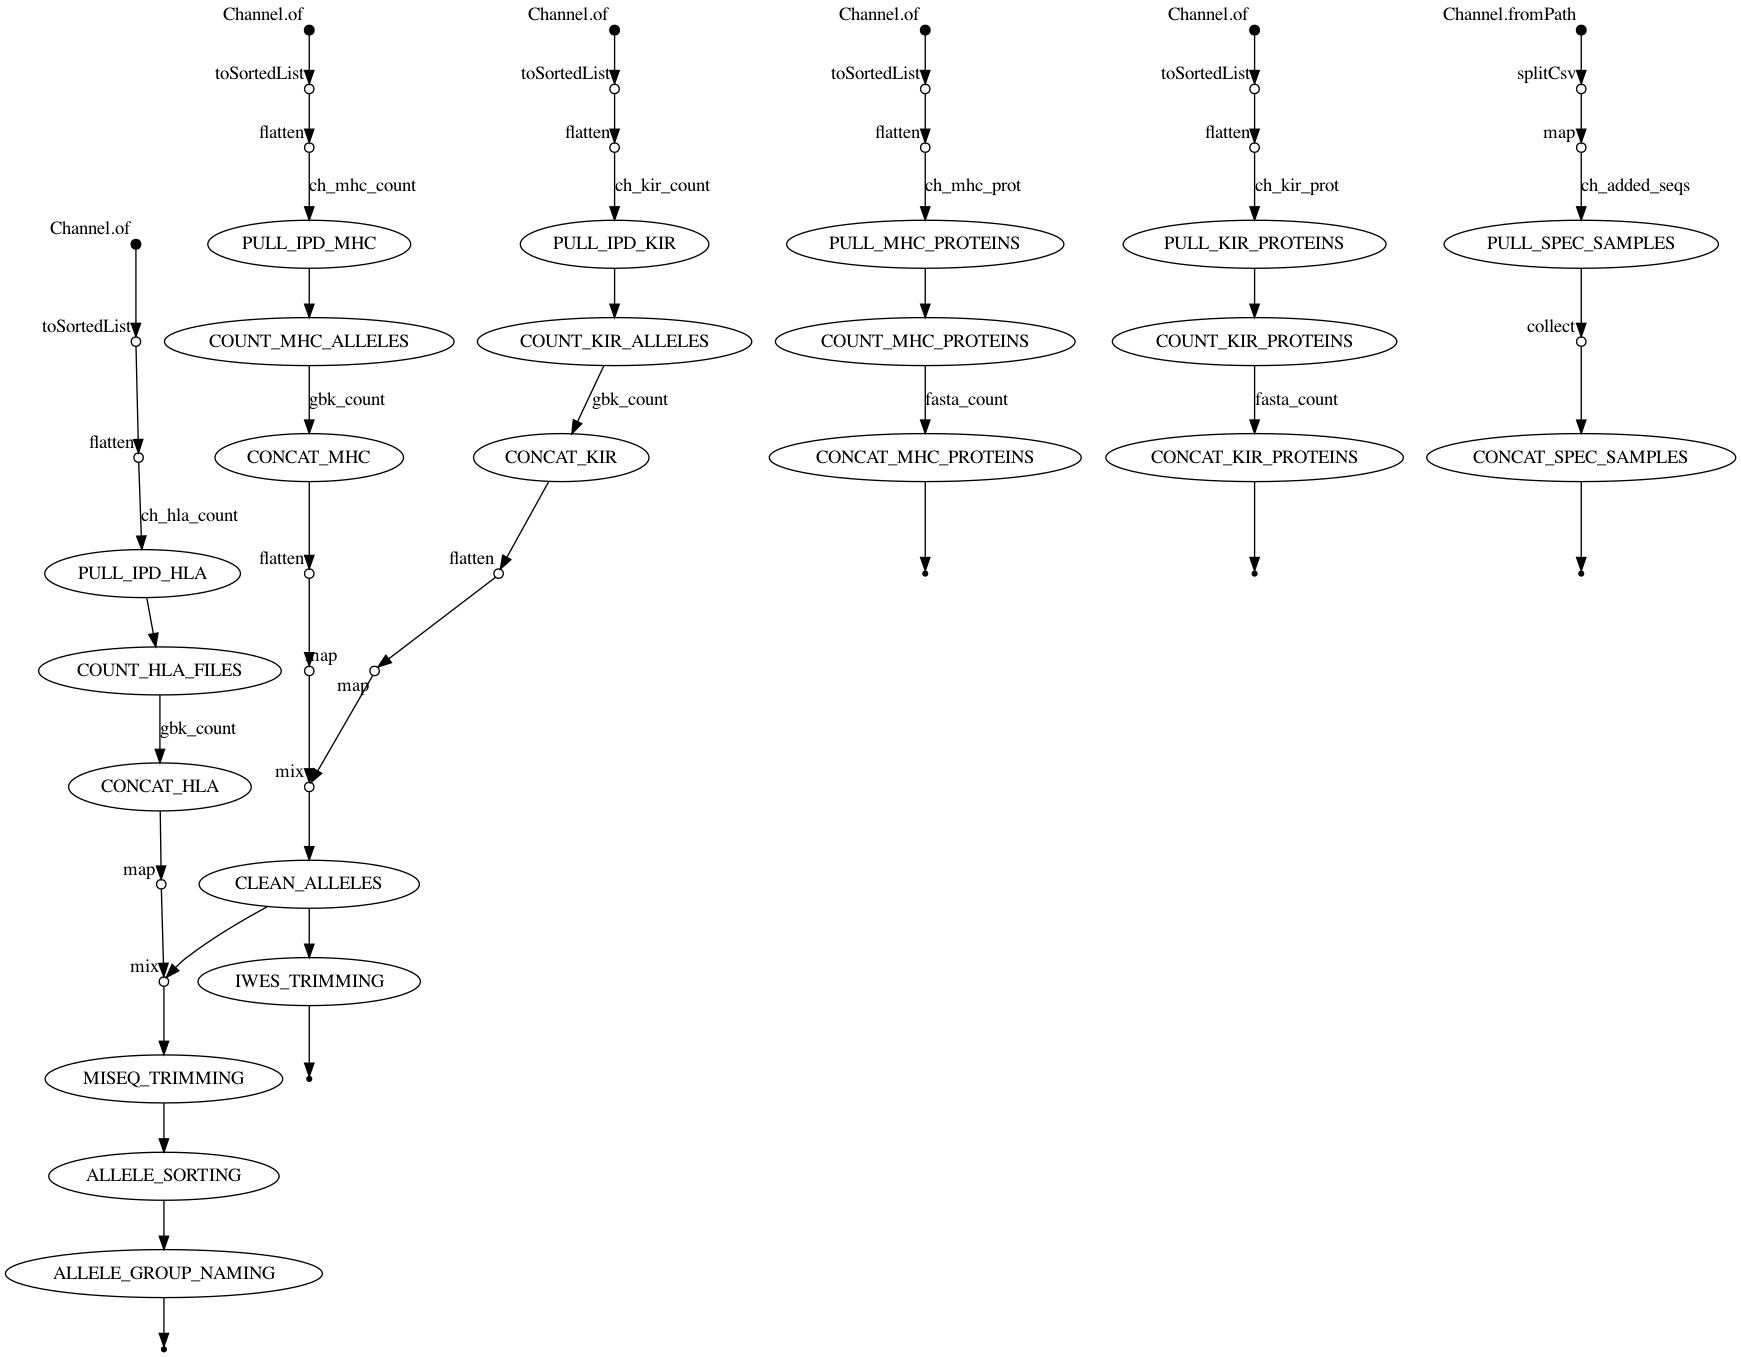 Channel.of
Channel.of
Channel.of
Channel.of
Channel.fromPath
toSortedList
toSortedList
toSortedList
toSortedList
splitCsv
flatten
flatten
flatten
flatten
map
ch_mhc_count
ch_kir_count
ch_mhc_prot
ch_kir_prot
ch_added_seqs
Channel.of
PULL_IPD_MHC
PULL_IPD_KIR
PULL_MHC_PROTEINS
PULL_KIR_PROTEINS
PULL_SPEC_SAMPLES
toSortedList
COUNT_MHC_ALLELES
COUNT_KIR_ALLELES
COUNT_MHC_PROTEINS
COUNT_KIR_PROTEINS
collect
gbk_count
gbk_count
fasta_count
fasta_count
flatten
CONCAT_MHC
CONCAT_KIR
CONCAT_MHC_PROTEINS
CONCAT_KIR_PROTEINS
CONCAT_SPEC_SAMPLES
ch_hla_count
flatten
flatten
PULL_IPD_HLA
map
map
COUNT_HLA_FILES
gbk_count
mix
CONCAT_HLA
map
CLEAN_ALLELES
mix
IWES_TRIMMING
MISEQ_TRIMMING
ALLELE_SORTING
ALLELE_GROUP_NAMING